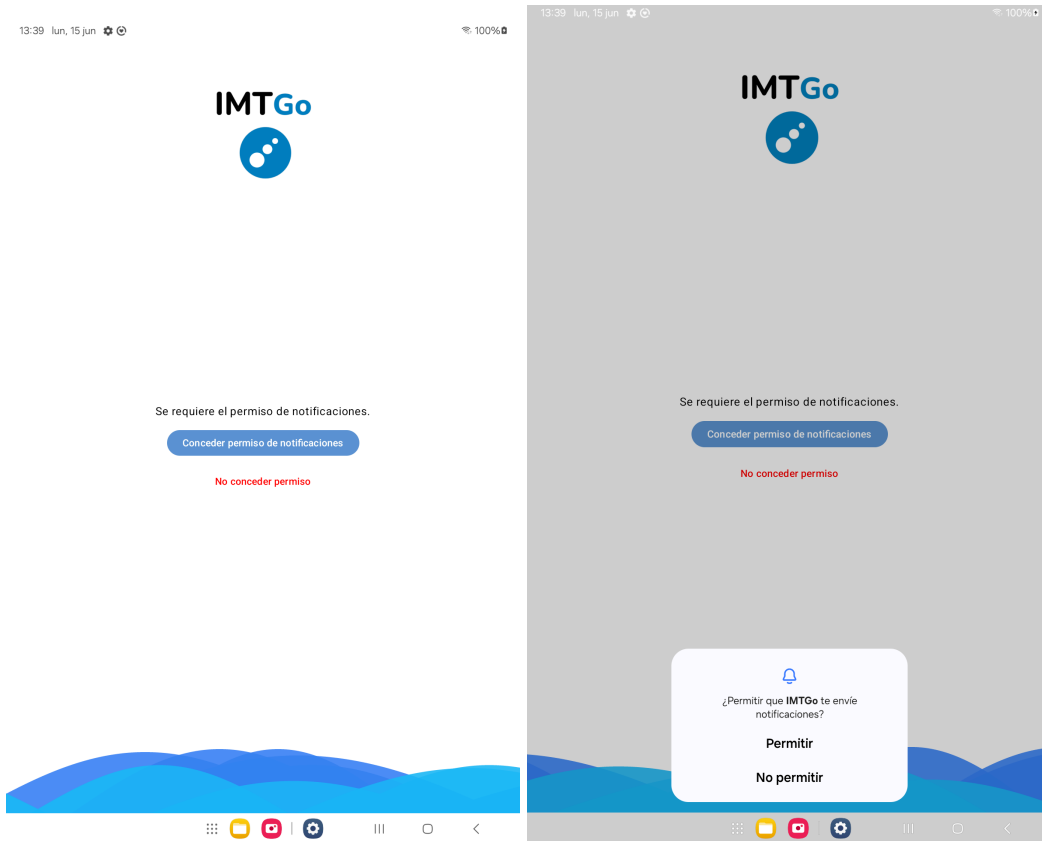 13:39 lun, 15 jun
100%
IMTGo
Se requiere el permiso de notificaciones.
Conceder permiso de notificaciones
No conceder permiso
13:39 lun, 15 jun
100%
IMTGo
Se requiere el permiso de notificaciones.
Conceder permiso de notificaciones
No conceder permiso
¿Permitir que IMTGo te envíe
notificaciones?
Permitir
No permitir